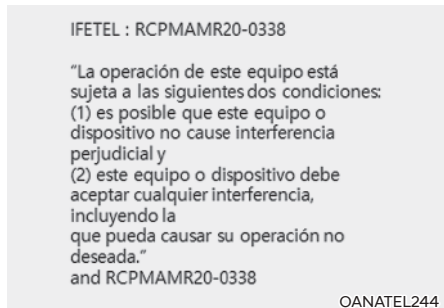 IFETEL : RCPMAMR20-0338
“La operación de este equipo está
sujeta a las siguientes dos condiciones:
(1) es posible que este equipo o
dispositivo no cause interferencia
perjudicial y
(2) este equipo o dispositivo debe
aceptar cualquier interferencia,
incluyendo la
que pueda causar su operación no
deseada.”
and RCPMAMR20-0338
OANATEL244